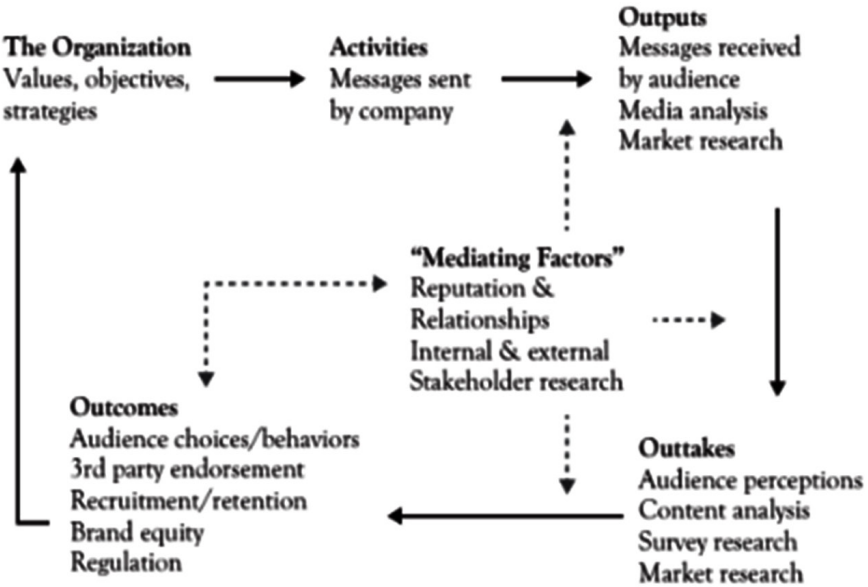 The Organization
Values, objectives,
strategies
Activities
Messages sent
by company
Outputs
Messages received
by audience
Media analysis
Market research
“Mediating Factors”
Reputation &
Relationships
Internal & external
Stakeholder research
Outcomes
Audience choices/behaviors
3rd party endorsement
Recruitment/retention
Brand equity
Regulation
Outtakes
Audience perceptions
Content analysis
Survey research
Market research